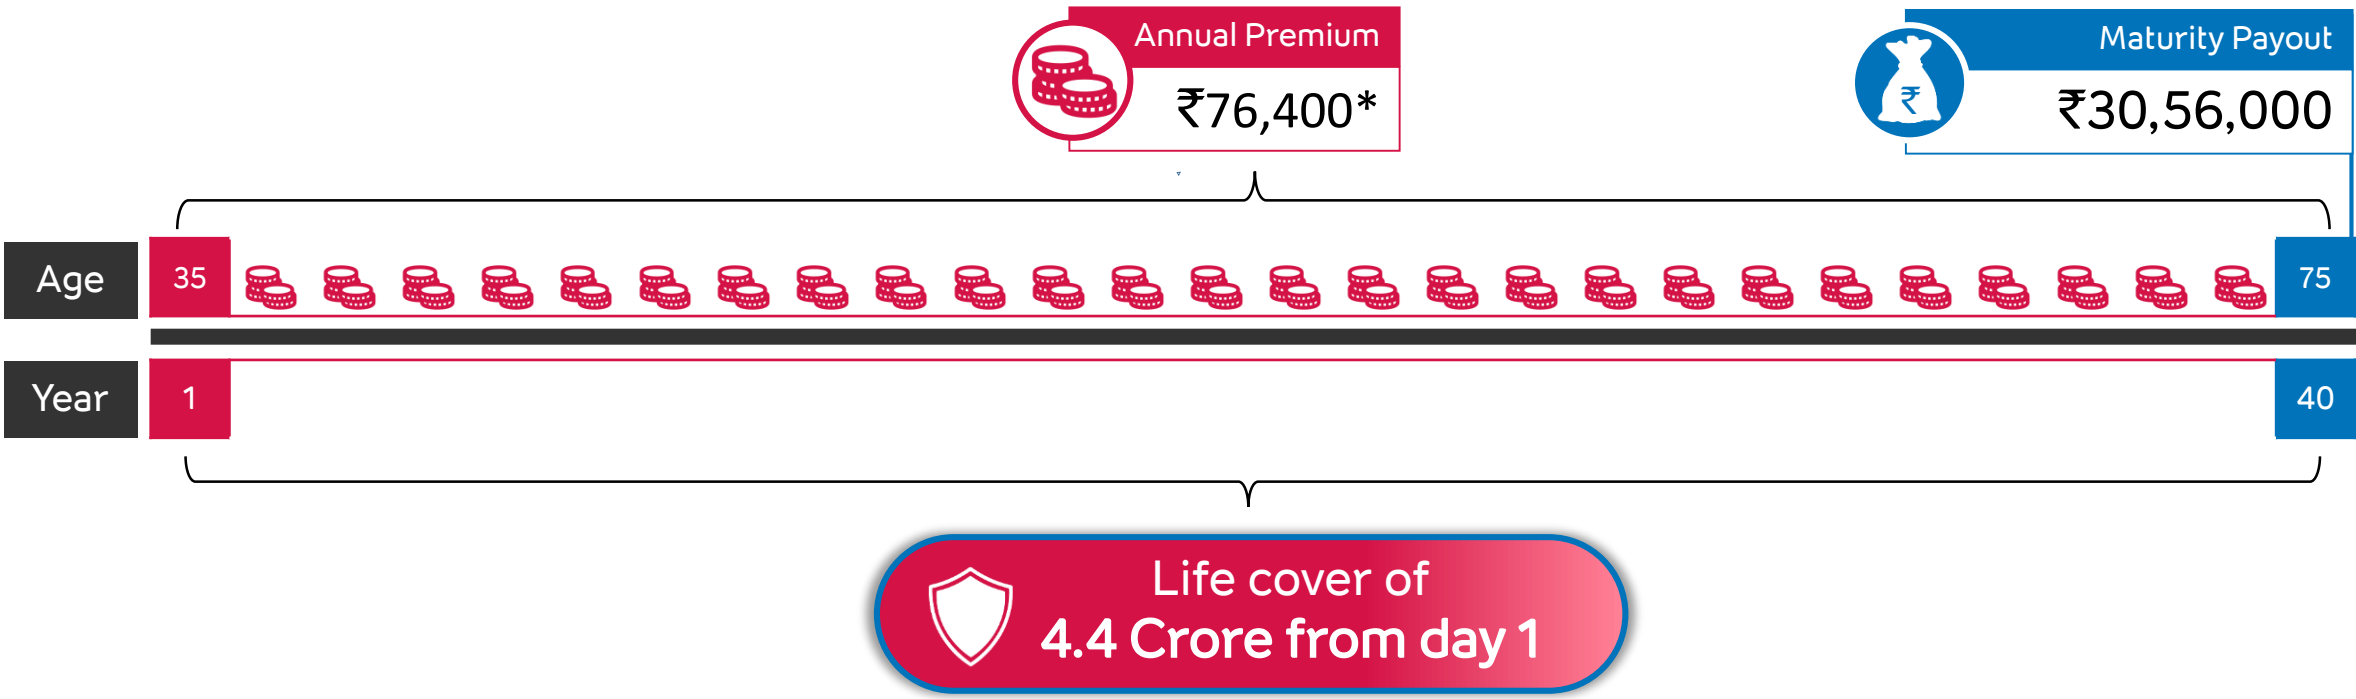 Annual Premium
₹76,400*
Maturity Payout
₹
₹30,56,000
Age
35
75
Year
1
40
Life cover of
4.4 Crore from day 1